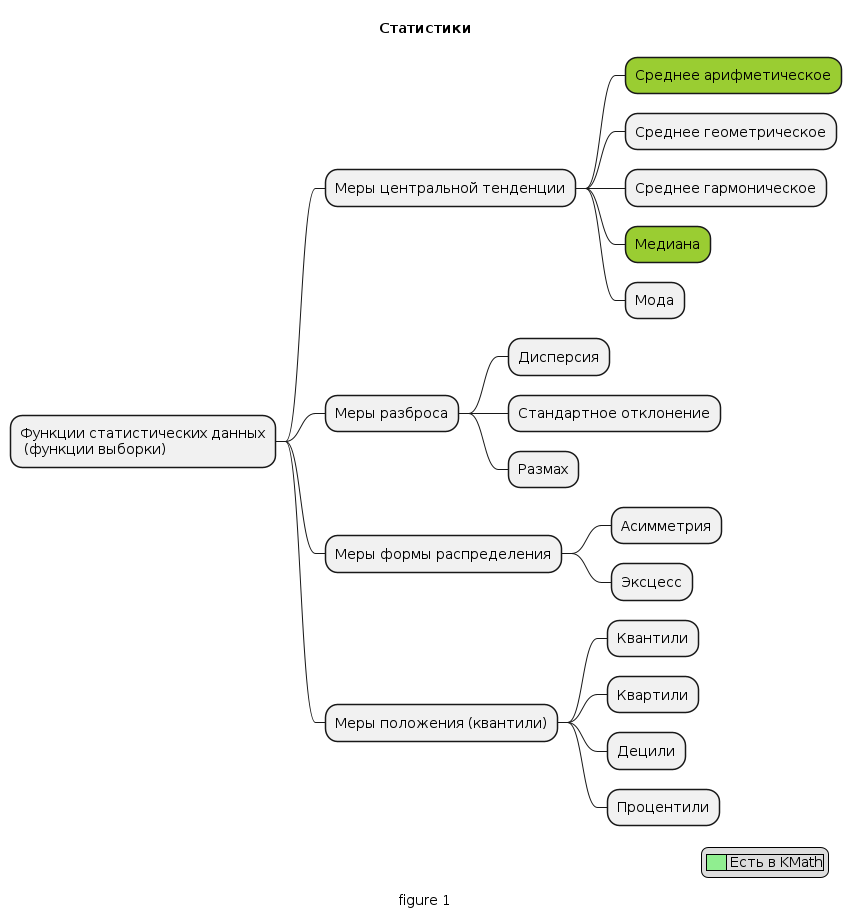 Статистики
Функции статистических данных
(функции выборки)
Меры центральной тенденции
Среднее арифметическое
Среднее геометрическое
Среднее гармоническое
Медиана
Мода
Меры разброса
Дисперсия
Стандартное отклонение
Размах
Меры формы распределения
Асимметрия
Эксцесс
Меры положения (квантили)
Квантили
Квартили
Децили
Процентили
Есть в KMath
figure 1